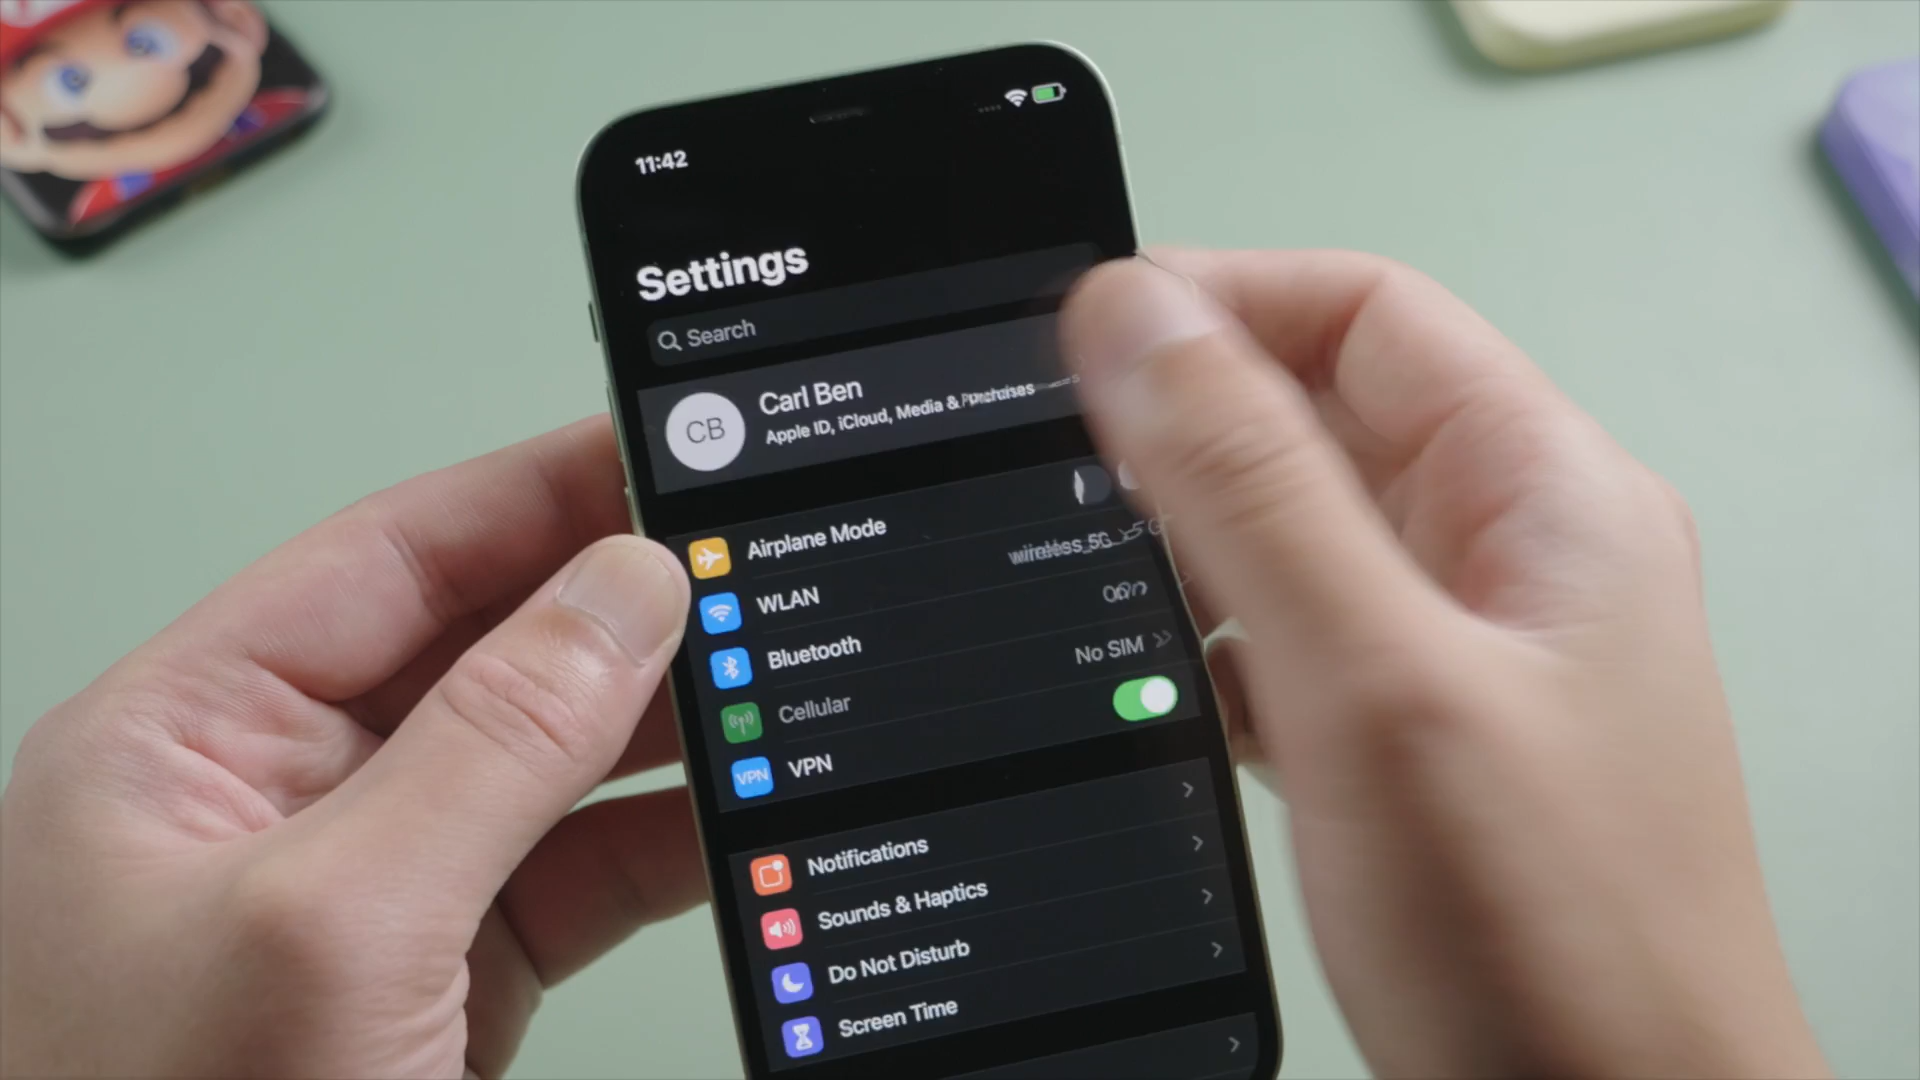 11:42
Settings
Search
CB
Carl Ben
Apple ID, iCloud, Media & Purchases
Airplane Mode
WLAN
wireless_5G
Bluetooth
Cellular
No SIM
VPN
VPN
Notifications
Sounds & Haptics
Do Not Disturb
Screen Time